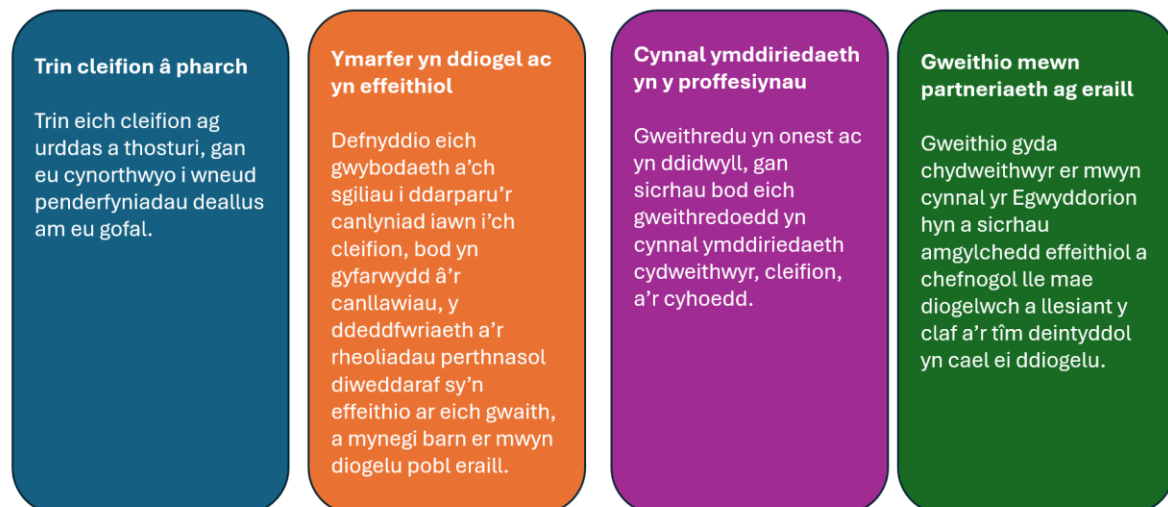 Trin cleifion â pharch
Trin eich cleifion ag
urddas a thosturi, gan
eu cynorthwyo i wneud
penderfyniadau deallus
am eu gofal.
Ymarfer yn ddiogel ac
yn effeithiol
Defnyddio eich
gwybodaeth a’ch
sgiliau i ddarparu’r
canlyniad iawn i’ch
cleifion, bod yn
gyfarwydd â’r
canllawiau, y
ddeddfwriaeth a’r
rheoliadau perthnasol
diweddaraf sy’n
effeithio ar eich gwaith,
a mynegi barn er mwyn
diogelu pobl eraill.
Cynnal ymddiriedaeth
yn y proffesiynau
Gweithredu yn onest ac
yn ddidwyll, gan
sicrhau bod eich
gweithredoedd yn
cynnal ymddiriedaeth
cydweithwyr, cleifion,
a’r cyhoedd.
Gweithio mewn
partneriaeth ag eraill
Gweithio gyda
chydweithwyr er mwyn
cynnal yr Egwyddorion
hyn a sicrhau
amgylchedd effeithiol a
chefnogol lle mae
diogelwch a llesiant y
claf a’r tîm deintyddol
yn cael ei ddiogelu.